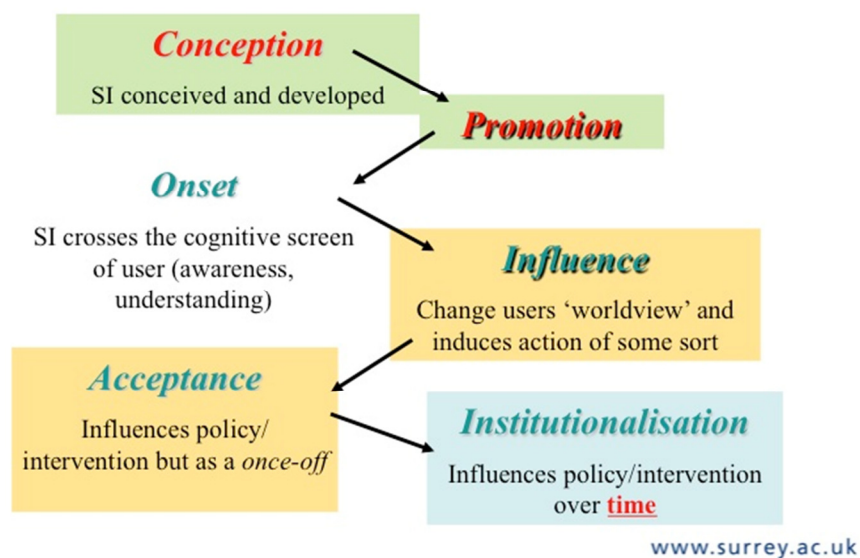 Conception
SI conceived and developed
Promotion
Onset
SI crosses the cognitive screen
of user (awareness,
understanding)
Influence
Change users ‘worldview’ and
induces action of some sort
Acceptance
Influences policy/
intervention but as a once-off
Institutionalisation
Influences policy/intervention
over time
www.surrey.ac.uk